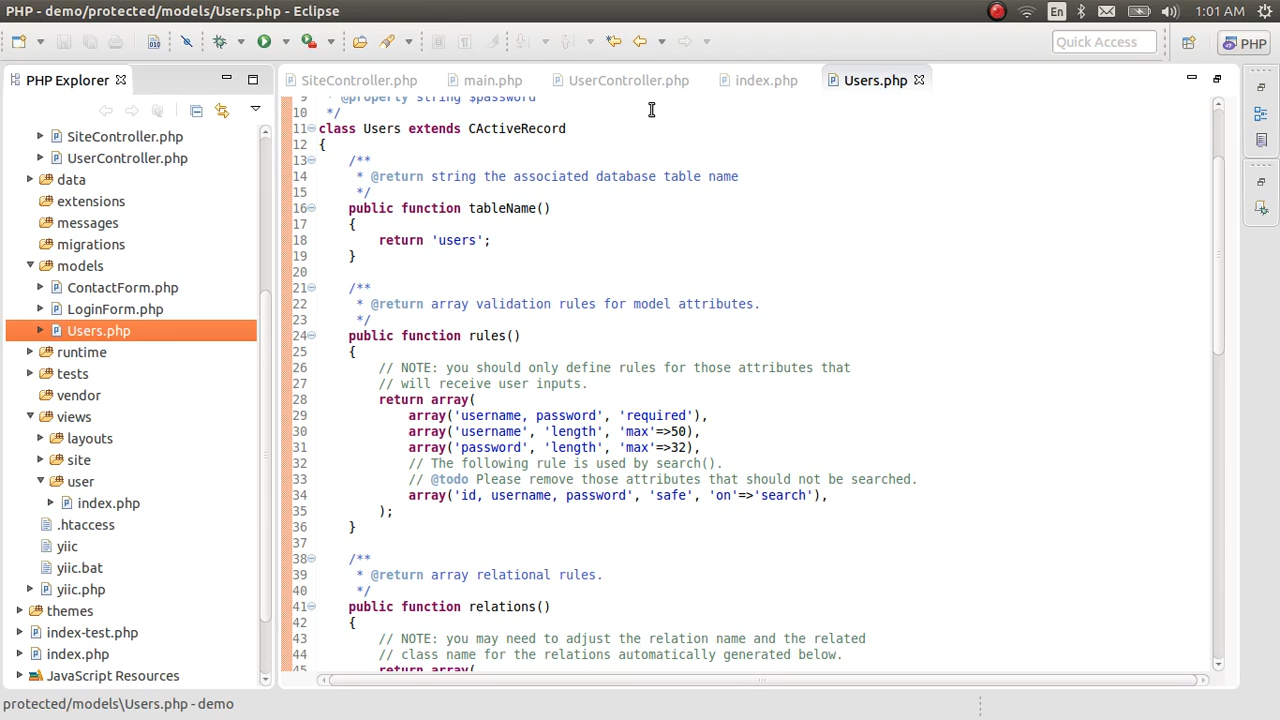 PHP - demo/protected/models/Users.php - Eclipse
En
1:01 AM
Quick Access
PHP
PHP Explorer
SiteController.php
main.php
UserController.php
index.php
Users.php
SiteController.php
UserController.php
data
extensions
messages
migrations
models
ContactForm.php
LoginForm.php
Users.php
runtime
tests
vendor
views
layouts
site
user
index.php
.htaccess
yiic
yiic.bat
yiic.php
themes
index-test.php
index.php
JavaScript Resources
9 * @property string $password
10 */
11 class Users extends CActiveRecord
12 {
13 /**
14 * @return string the associated database table name
15 */
16 public function tableName()
17 {
18 return 'users';
19 }
20
21 /**
22 * @return array validation rules for model attributes.
23 */
24 public function rules()
25 {
26 // NOTE: you should only define rules for those attributes that
27 // will receive user inputs.
28 return array(
29 array('username, password', 'required'),
30 array('username', 'length', 'max'=>50),
31 array('password', 'length', 'max'=>32),
32 // The following rule is used by search().
33 // @todo Please remove those attributes that should not be searched.
34 array('id, username, password', 'safe', 'on'=>'search'),
35 );
36 }
37
38 /**
39 * @return array relational rules.
40 */
41 public function relations()
42 {
43 // NOTE: you may need to adjust the relation name and the related
44 // class name for the relations automatically generated below.
45 return array(
protected/models\Users.php - demo